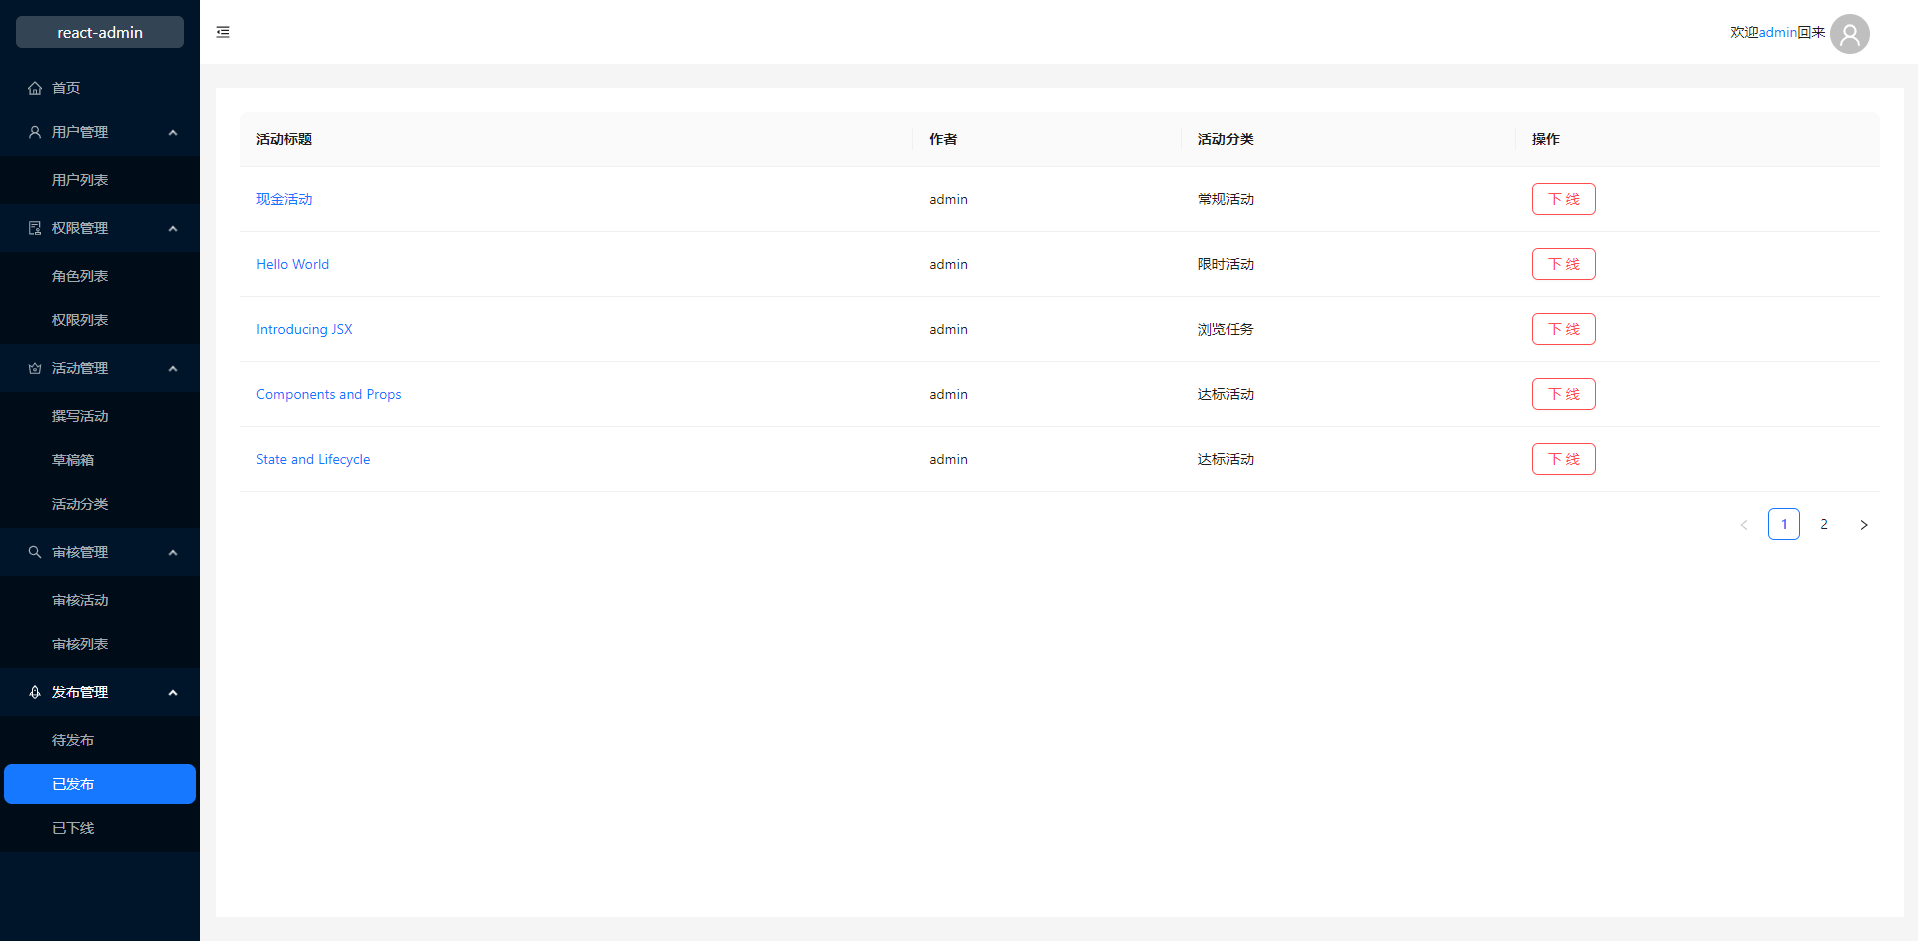 react-admin
首页
用户管理
用户列表
权限管理
角色列表
权限列表
活动管理
撰写活动
草稿箱
活动分类
审核管理
审核活动
审核列表
发布管理
待发布
已发布
已下线
欢迎admin回来
活动标题 作者 活动分类 操作
现金活动 admin 常规活动 下 线
Hello World admin 限时活动 下 线
Introducing JSX admin 浏览任务 下 线
Components and Props admin 达标活动 下 线
State and Lifecycle admin 达标活动 下 线
1 2